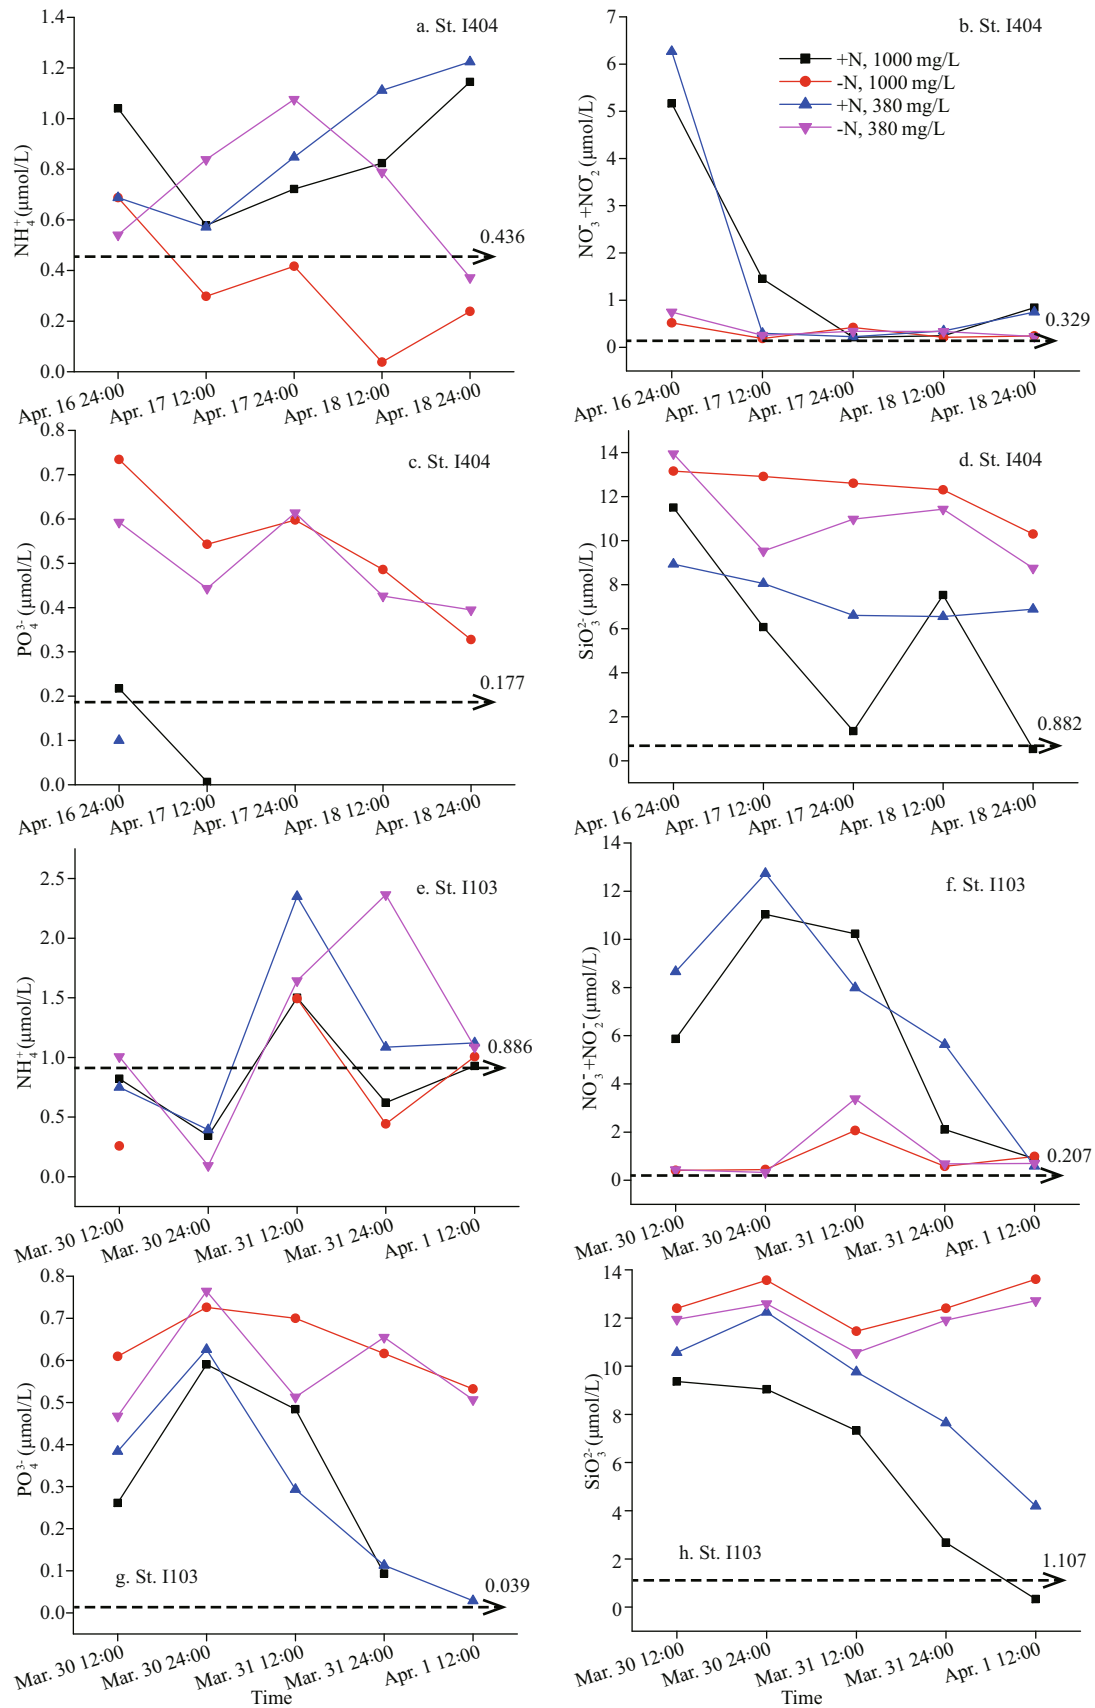 a. St. I404
1.4
1.2
1.0
0.8
0.6
0.4
0.2
0.0
NH₄⁺ (μmol/L)
0.436
Apr. 16 24:00
Apr. 17 12:00
Apr. 17 24:00
Apr. 18 12:00
Apr. 18 24:00
b. St. I404
+N, 1000 mg/L
-N, 1000 mg/L
+N, 380 mg/L
-N, 380 mg/L
7
6
5
4
3
2
1
0
NO₃⁻+NO₂⁻ (μmol/L)
0.329
Apr. 16 24:00
Apr. 17 12:00
Apr. 17 24:00
Apr. 18 12:00
Apr. 18 24:00
c. St. I404
0.8
0.7
0.6
0.5
0.4
0.3
0.2
0.1
0.0
PO₄³⁻ (μmol/L)
0.177
Apr. 16 24:00
Apr. 17 12:00
Apr. 17 24:00
Apr. 18 12:00
Apr. 18 24:00
d. St. I404
14
12
10
8
6
4
2
0
SiO₃²⁻ (μmol/L)
0.882
Apr. 16 24:00
Apr. 17 12:00
Apr. 17 24:00
Apr. 18 12:00
Apr. 18 24:00
e. St. I103
2.5
2.0
1.5
1.0
0.5
0.0
NH₄⁺ (μmol/L)
0.886
Mar. 30 12:00
Mar. 30 24:00
Mar. 31 12:00
Mar. 31 24:00
Apr. 1 12:00
f. St. I103
14
12
10
8
6
4
2
0
NO₃⁻+NO₂⁻ (μmol/L)
0.207
Mar. 30 12:00
Mar. 30 24:00
Mar. 31 12:00
Mar. 31 24:00
Apr. 1 12:00
0.8
0.7
0.6
0.5
0.4
0.3
0.2
0.1
0.0
PO₄³⁻ (μmol/L)
g. St. I103
0.039
Mar. 30 12:00
Mar. 30 24:00
Mar. 31 12:00
Mar. 31 24:00
Apr. 1 12:00
Time
14
12
10
8
6
4
2
0
SiO₃²⁻ (μmol/L)
h. St. I103
1.107
Mar. 30 12:00
Mar. 30 24:00
Mar. 31 12:00
Mar. 31 24:00
Apr. 1 12:00
Time